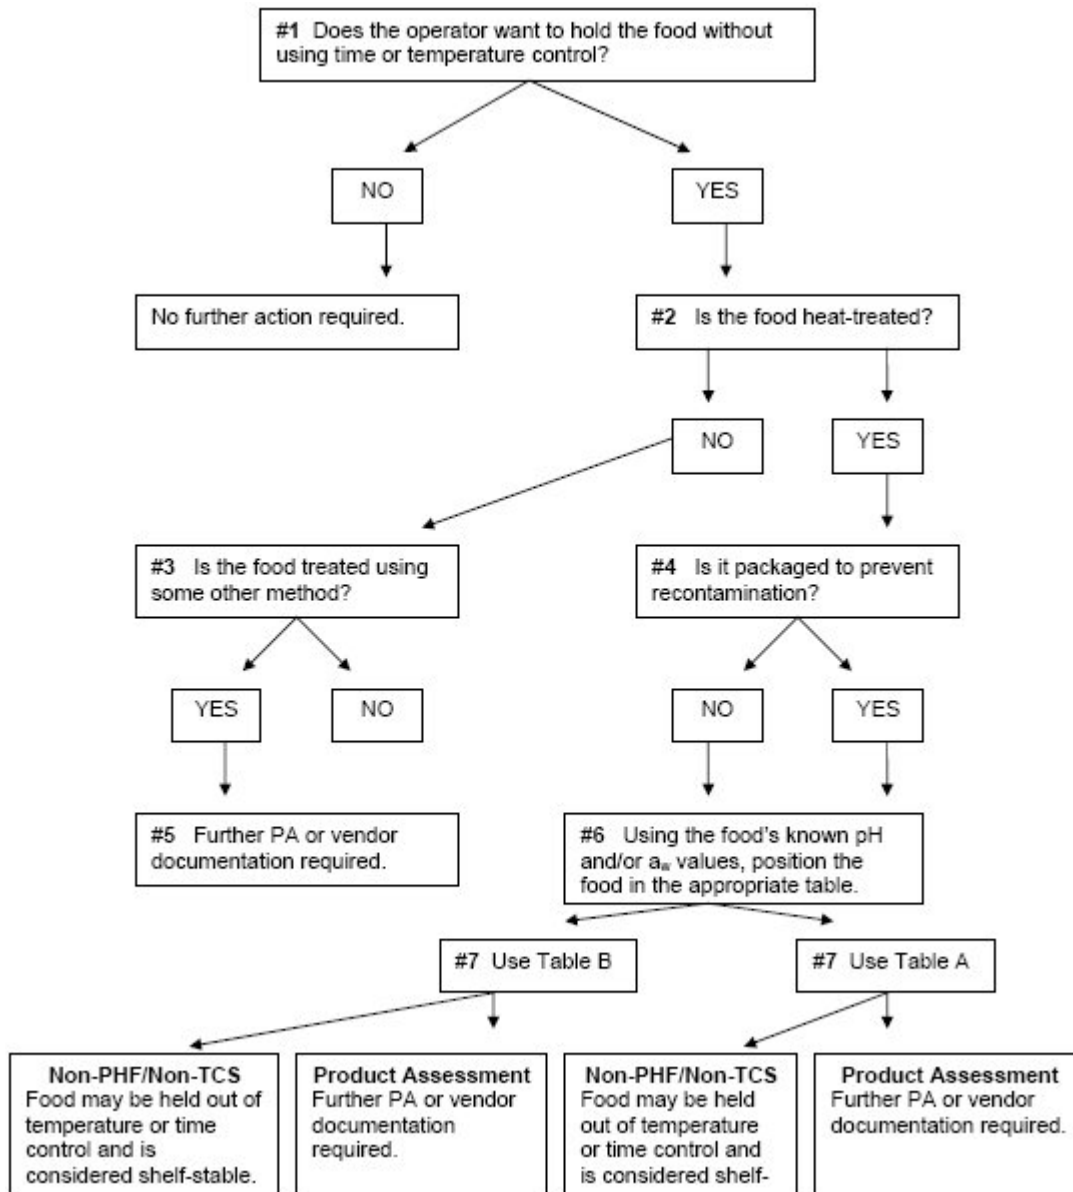 #1 Does the operator want to hold the food without
using time or temperature control?
NO
YES
No further action required.
#2 Is the food heat-treated?
NO
YES
#3 Is the food treated using
some other method?
#4 Is it packaged to prevent
recontamination?
YES
NO
NO
YES
#5 Further PA or vendor
documentation required.
#6 Using the food's known pH
and/or aw values, position the
food in the appropriate table.
#7 Use Table B
#7 Use Table A
Non-PHF/Non-TCS
Food may be held out of
temperature or time
control and is
considered shelf-stable.
Product Assessment
Further PA or vendor
documentation
required.
Non-PHF/Non-TCS
Food may be held
out of temperature
or time control and
is considered shelf-
Product Assessment
Further PA or vendor
documentation required.